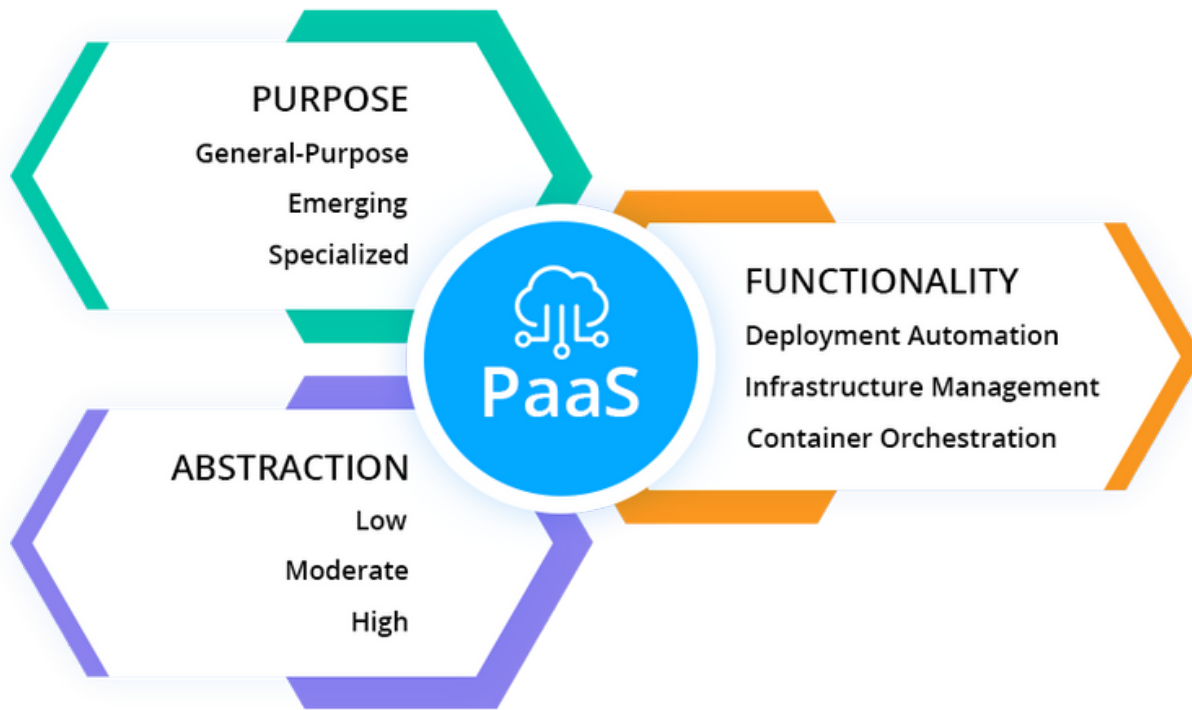 PURPOSE
General-Purpose
Emerging
Specialized
FUNCTIONALITY
Deployment Automation
Infrastructure Management
Container Orchestration
PaaS
ABSTRACTION
Low
Moderate
High